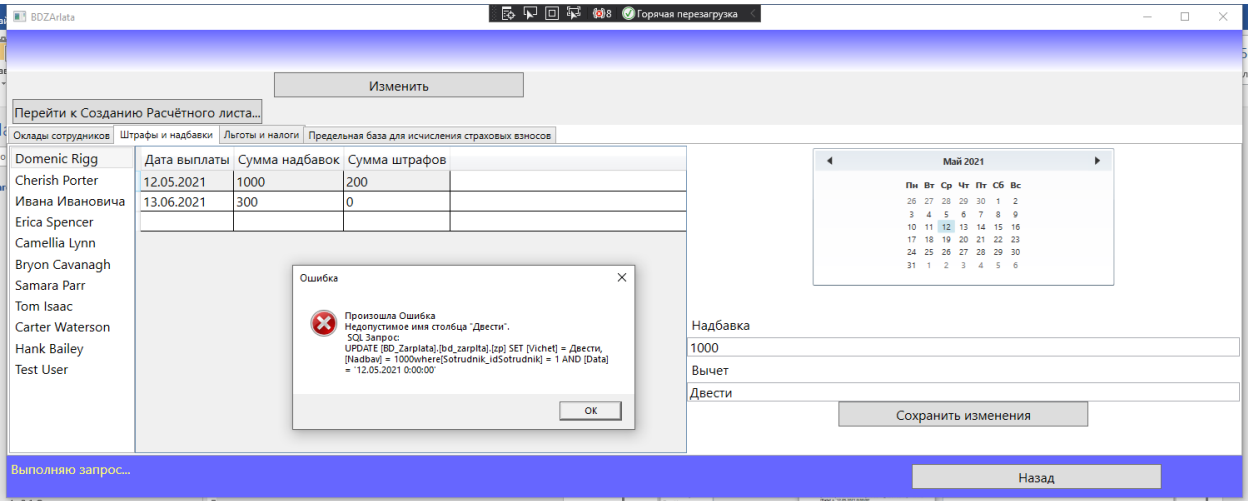 BDZArlata
8
Горячая перезагрузка
Изменить
Перейти к Созданию Расчётного листа...
Оклады сотрудников Штрафы и надбавки Льготы и налоги Предельная база для исчисления страховых взносов
Domenic Rigg
Cherish Porter
Ивана Ивановича
Erica Spencer
Camellia Lynn
Bryon Cavanagh
Samara Parr
Tom Isaac
Carter Waterson
Hank Bailey
Test User
Дата выплаты Сумма надбавок Сумма штрафов
12.05.2021 1000 200
13.06.2021 300 0
Май 2021
Пн Вт Ср Чт Пт Сб Вс
26 27 28 29 30 1 2
3 4 5 6 7 8 9
10 11 12 13 14 15 16
17 18 19 20 21 22 23
24 25 26 27 28 29 30
31 1 2 3 4 5 6
Ошибка
Произошла Ошибка
Недопустимое имя столбца "Двести".
SQL Запрос:
UPDATE [BD_Zarplata].[bd_zarplta].[zp] SET [Vichet] = Двести,
[Nadbav] = 1000where[Sotrudnik_idSotrudnik] = 1 AND [Data]
= '12.05.2021 0:00:00'
OK
Надбавка
1000
Вычет
Двести
Сохранить изменения
Выполняю запрос...
Назад